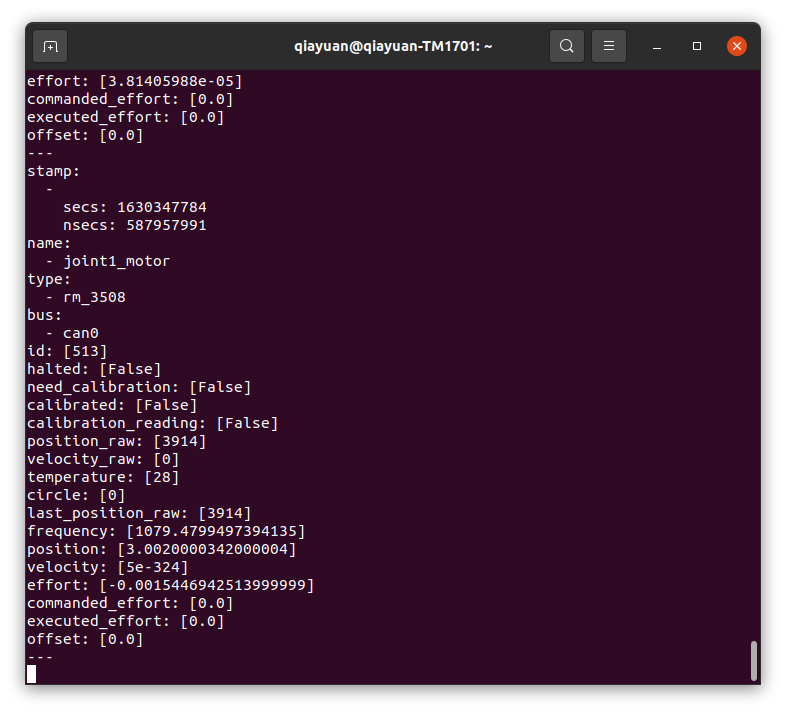 qiayuan@qiayuan-TM1701: ~
effort: [3.81405988e-05]
commanded_effort: [0.0]
executed_effort: [0.0]
offset: [0.0]
---
stamp:
  -
    secs: 1630347784
    nsecs: 587957991
name:
  - joint1_motor
type:
  - rm_3508
bus:
  - can0
id: [513]
halted: [False]
need_calibration: [False]
calibrated: [False]
calibration_reading: [False]
position_raw: [3914]
velocity_raw: [0]
temperature: [28]
circle: [0]
last_position_raw: [3914]
frequency: [1079.4799497394135]
position: [3.0020000342000004]
velocity: [5e-324]
effort: [-0.0015446942513999999]
commanded_effort: [0.0]
executed_effort: [0.0]
offset: [0.0]
---